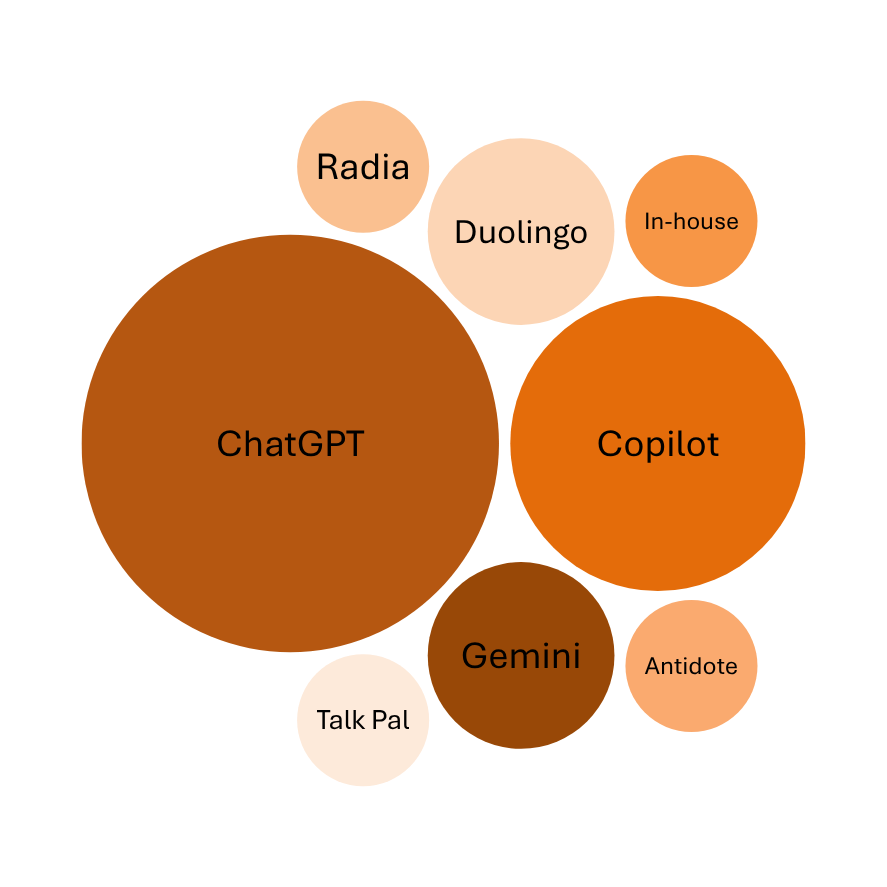 Radia
Duolingo
In-house
ChatGPT
Copilot
Gemini
Antidote
Talk Pal